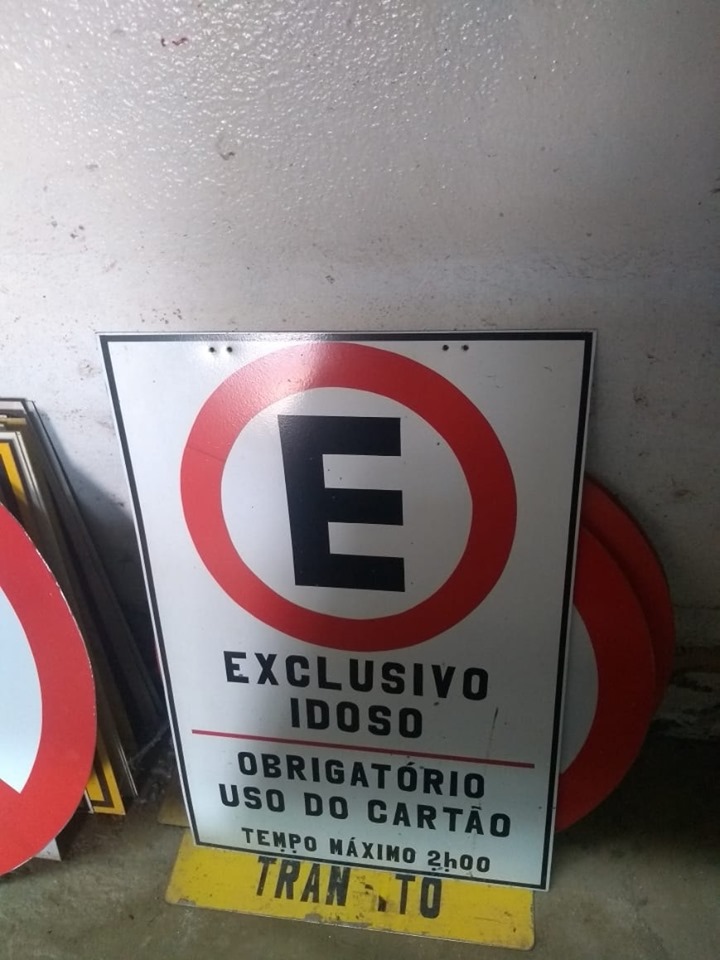 E
EXCLUSIVO
IDOSO
OBRIGATÓRIO
USO DO CARTÃO
TEMPO MÁXIMO 2h00